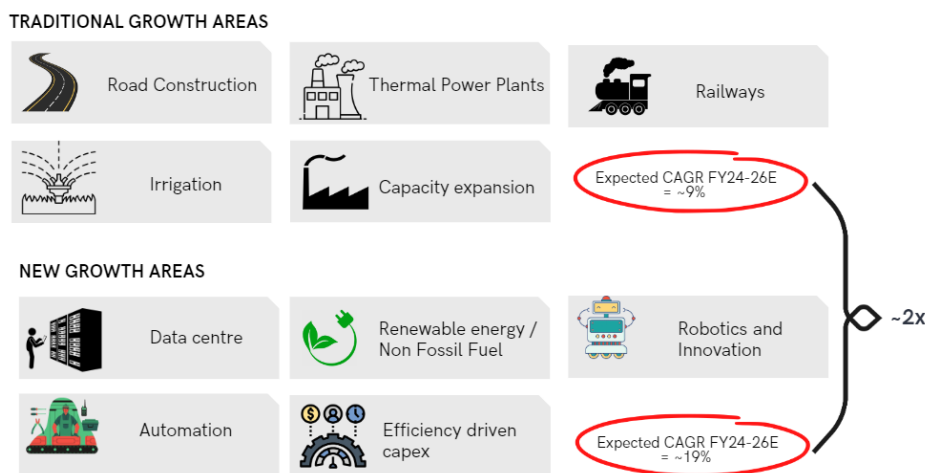 TRADITIONAL GROWTH AREAS
Road Construction
Thermal Power Plants
Railways
Irrigation
Capacity expansion
Expected CAGR FY24-26E
= ~9%
NEW GROWTH AREAS
~2x
Data centre
Renewable energy /
Non Fossil Fuel
Robotics and
Innovation
Automation
Efficiency driven
capex
Expected CAGR FY24-26E
= ~19%